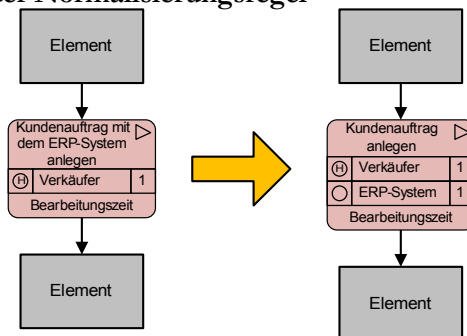 Normalisierungsregel
Element
Kundenauftrag mit
dem ERP-System
anlegen
H Verkäufer 1
Bearbeitungszeit
Element
Element
Kundenauftrag
anlegen
H Verkäufer 1
ERP-System 1
Bearbeitungszeit
Element